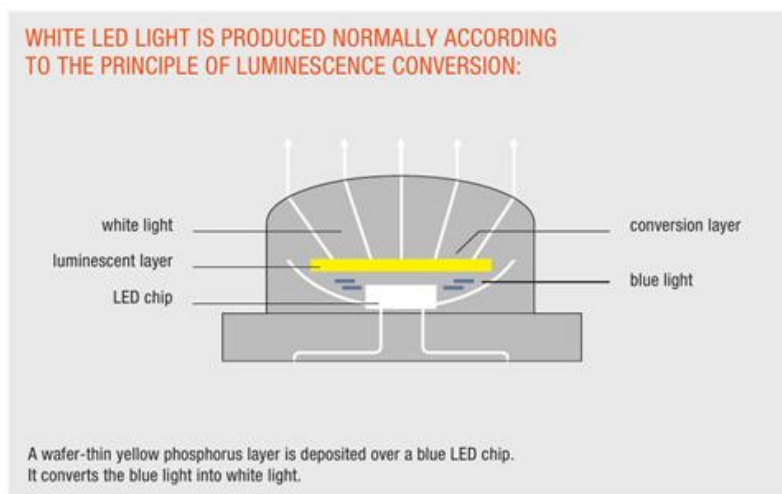 WHITE LED LIGHT IS PRODUCED NORMALLY ACCORDING
TO THE PRINCIPLE OF LUMINESCENCE CONVERSION:
white light
conversion layer
luminescent layer
blue light
LED chip
A wafer-thin yellow phosphorus layer is deposited over a blue LED chip.
It converts the blue light into white light.